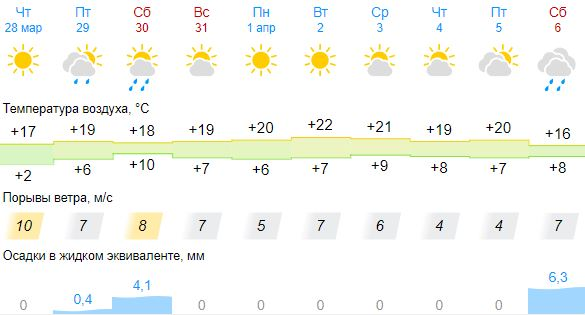 Чт Пт Сб Вс Пн Вт Ср Чт Пт Сб
28 мар 29 30 31 1 апр 2 3 4 5 6
Температура воздуха, °C
+17 +19 +18 +19 +20 +22 +21 +19 +20 +16
+2 +6 +10 +7 +6 +7 +9 +8 +7 +8
Порывы ветра, м/с
10 7 8 7 5 7 6 4 4 7
Осадки в жидком эквиваленте, мм
0 0,4 4,1 0 0 0 0 0 0 6,3